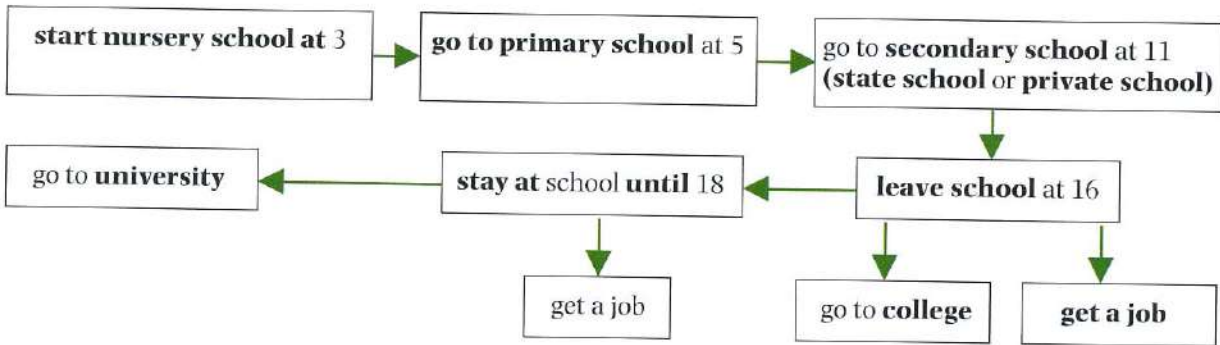 start nursery school at 3
go to primary school at 5
go to secondary school at 11
(state school or private school)
go to university
stay at school until 18
leave school at 16
get a job
go to college
get a job